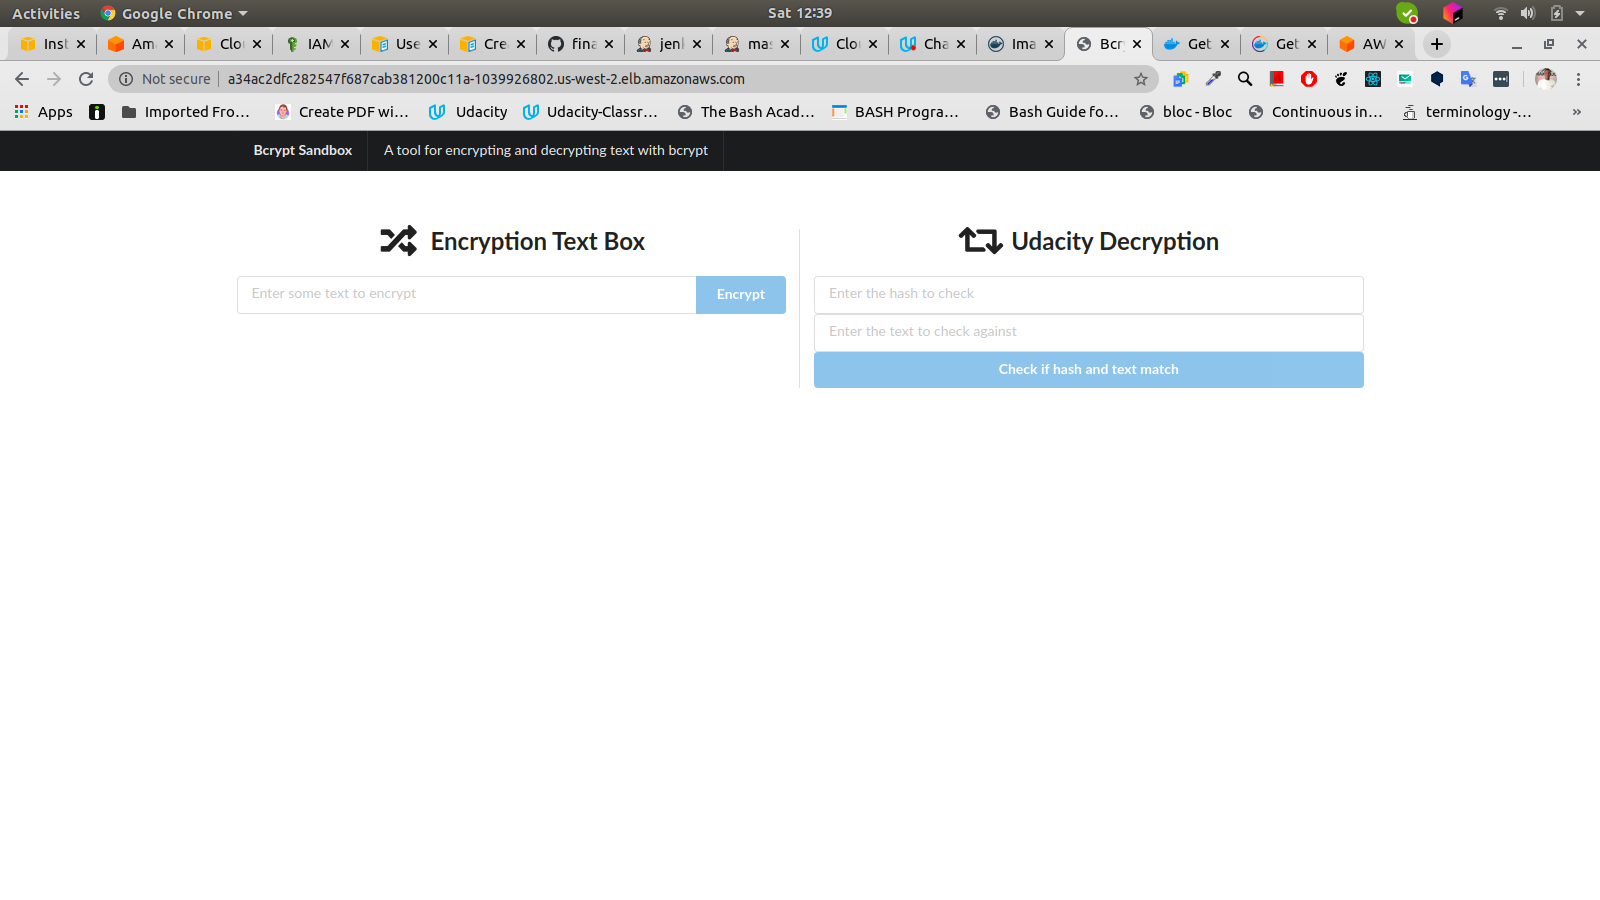 Activities Google Chrome Sat 12:39
Inst Am Clo IAM Use Cre fina jenl mas Clo Cha Ima Bcr Get Get AW
Not secure a34ac2dfc282547f687cab381200c11a-1039926802.us-west-2.elb.amazonaws.com
Apps Imported Fro... Create PDF wi... Udacity Udacity-Classr... The Bash Acad... BASH Progra... Bash Guide fo... bloc - Bloc Continuous in... terminology -... »
Bcrypt Sandbox A tool for encrypting and decrypting text with bcrypt
Encryption Text Box
Enter some text to encrypt Encrypt
Udacity Decryption
Enter the hash to check
Enter the text to check against
Check if hash and text match